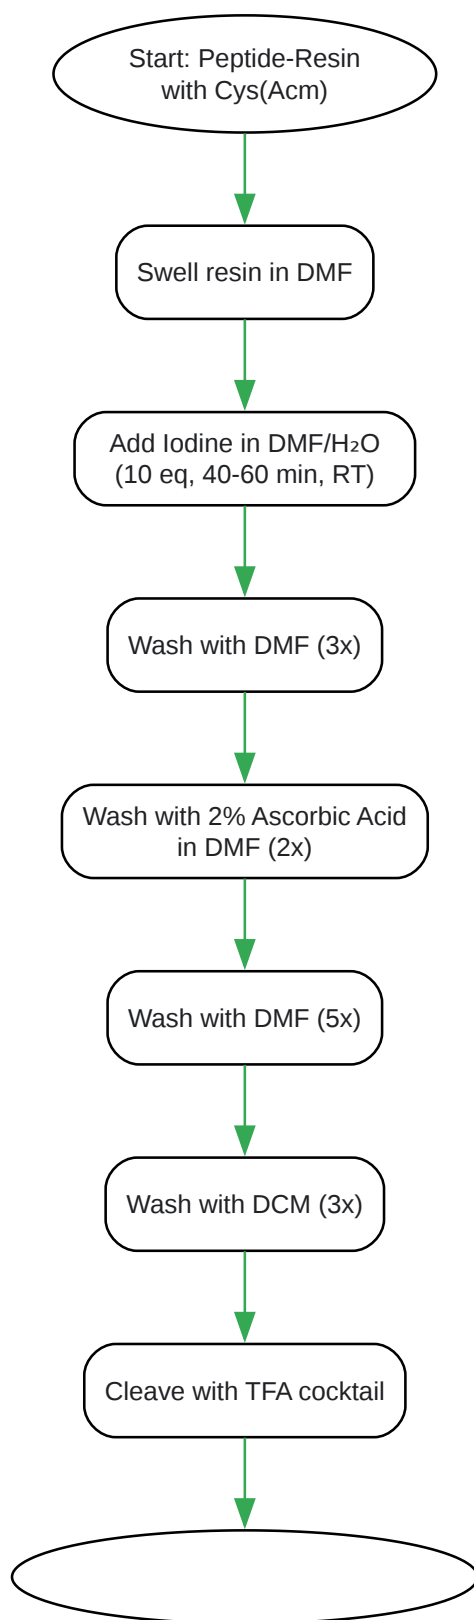 Start: Peptide-Resin
with Cys(Acm)
Swell resin in DMF
Add Iodine in DMF/H₂O
(10 eq, 40-60 min, RT)
Wash with DMF (3x)
Wash with 2% Ascorbic Acid
in DMF (2x)
Wash with DMF (5x)
Wash with DCM (3x)
Cleave with TFA cocktail